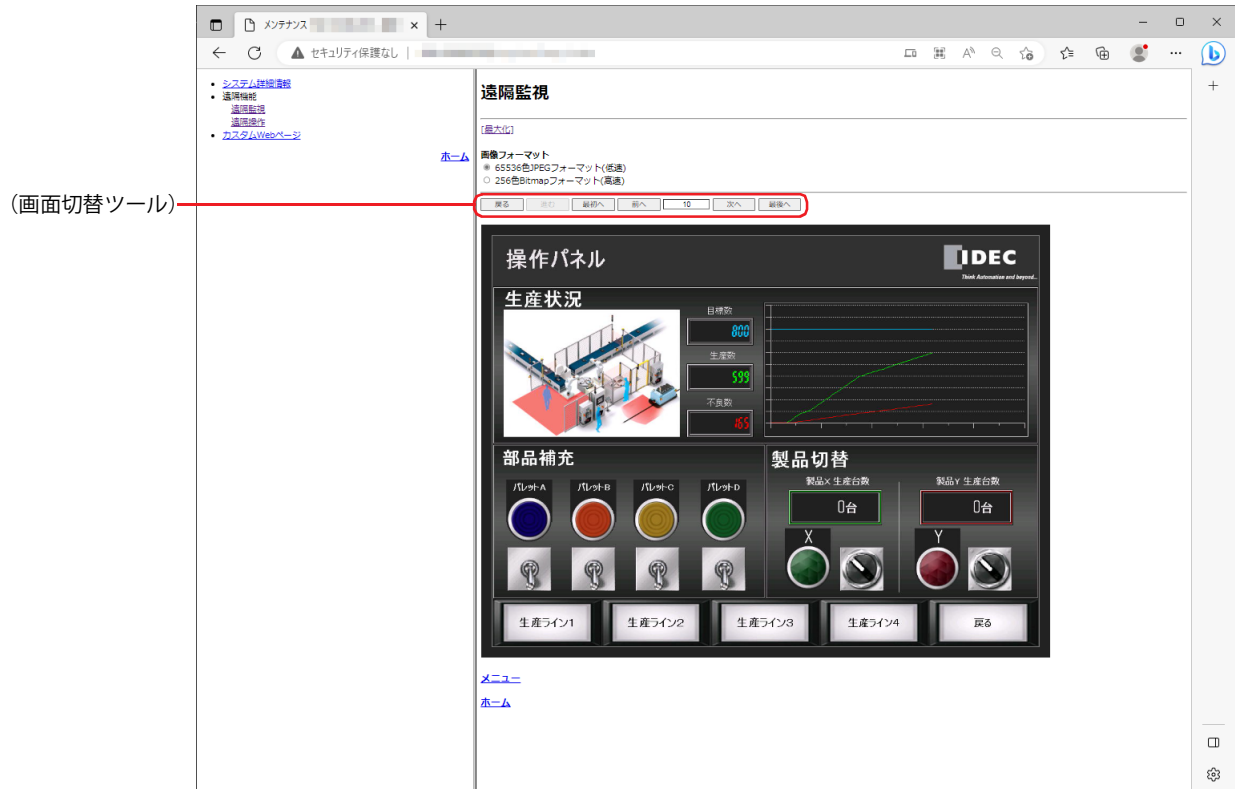 メンテナンス
セキュリティ保護なし
システム詳細情報
遠隔機能
遠隔監視
遠隔操作
カスタムWebページ
ホーム
遠隔監視
[最大化]
画像フォーマット
65536色JPEGフォーマット(低速)
256色Bitmapフォーマット(高速)
(画面切替ツール)
戻る 進む 最初へ 前へ 10 次へ 最後へ
操作パネル
IDEC
Think Automation and beyond...
生産状況
目標数
800
生産数
599
不良数
165
部品補充
パレットA パレットB パレットC パレットD
製品切替
製品X 生産台数 製品Y 生産台数
0台 0台
X Y
生産ライン1 生産ライン2 生産ライン3 生産ライン4 戻る
メニュー
ホーム